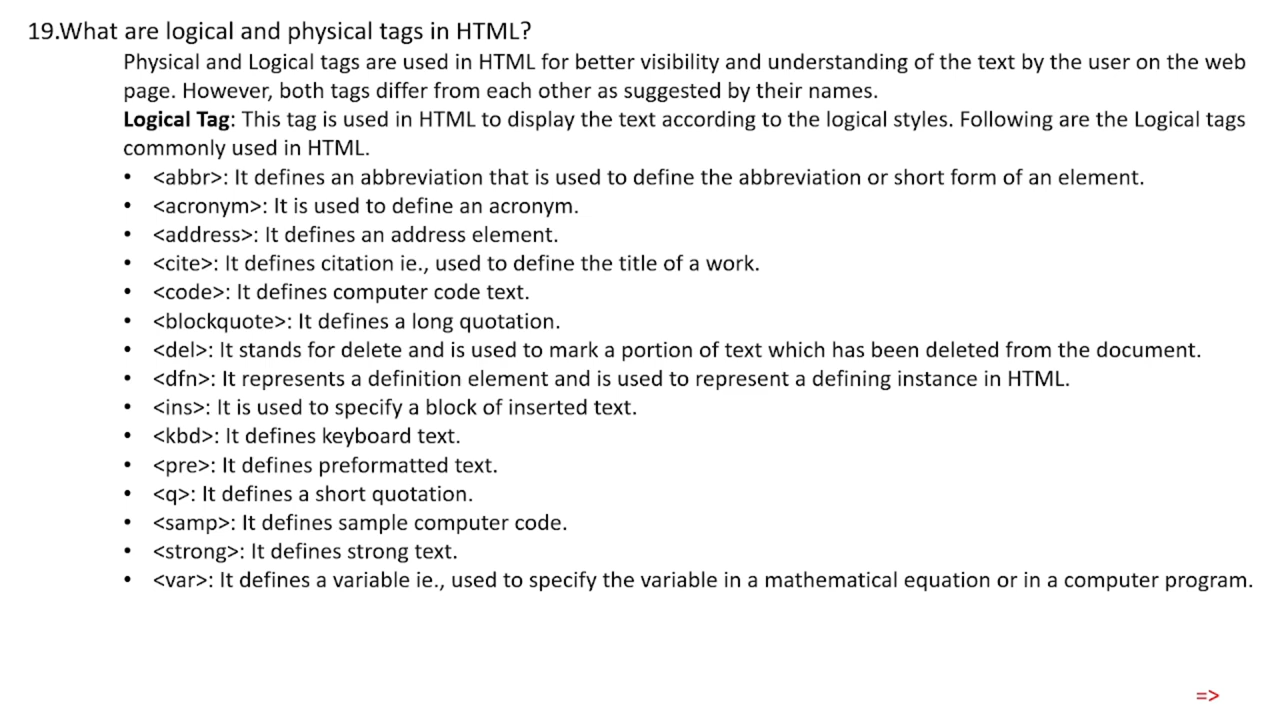 19.What are logical and physical tags in HTML?
Physical and Logical tags are used in HTML for better visibility and understanding of the text by the user on the web
page. However, both tags differ from each other as suggested by their names.
Logical Tag: This tag is used in HTML to display the text according to the logical styles. Following are the Logical tags
commonly used in HTML.
• <abbr>: It defines an abbreviation that is used to define the abbreviation or short form of an element.
• <acronym>: It is used to define an acronym.
• <address>: It defines an address element.
• <cite>: It defines citation ie., used to define the title of a work.
• <code>: It defines computer code text.
• <blockquote>: It defines a long quotation.
• <del>: It stands for delete and is used to mark a portion of text which has been deleted from the document.
• <dfn>: It represents a definition element and is used to represent a defining instance in HTML.
• <ins>: It is used to specify a block of inserted text.
• <kbd>: It defines keyboard text.
• <pre>: It defines preformatted text.
• <q>: It defines a short quotation.
• <samp>: It defines sample computer code.
• <strong>: It defines strong text.
• <var>: It defines a variable ie., used to specify the variable in a mathematical equation or in a computer program.
=>